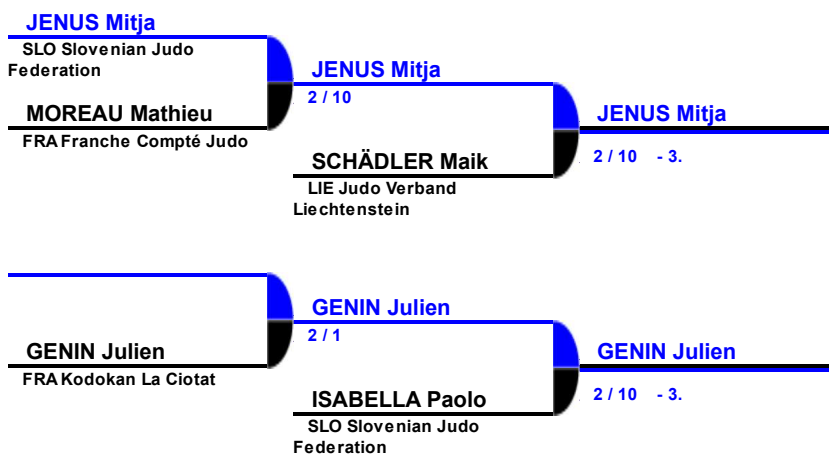 JENUS Mitja
SLO Slovenian Judo
Federation
JENUS Mitja
2 / 10
MOREAU Mathieu
FRA Franche Compté Judo
JENUS Mitja
2 / 10 - 3.
SCHÄDLER Maik
LIE Judo Verband
Liechtenstein
GENIN Julien
2 / 1
GENIN Julien
FRA Kodokan La Ciotat
GENIN Julien
2 / 10 - 3.
ISABELLA Paolo
SLO Slovenian Judo
Federation